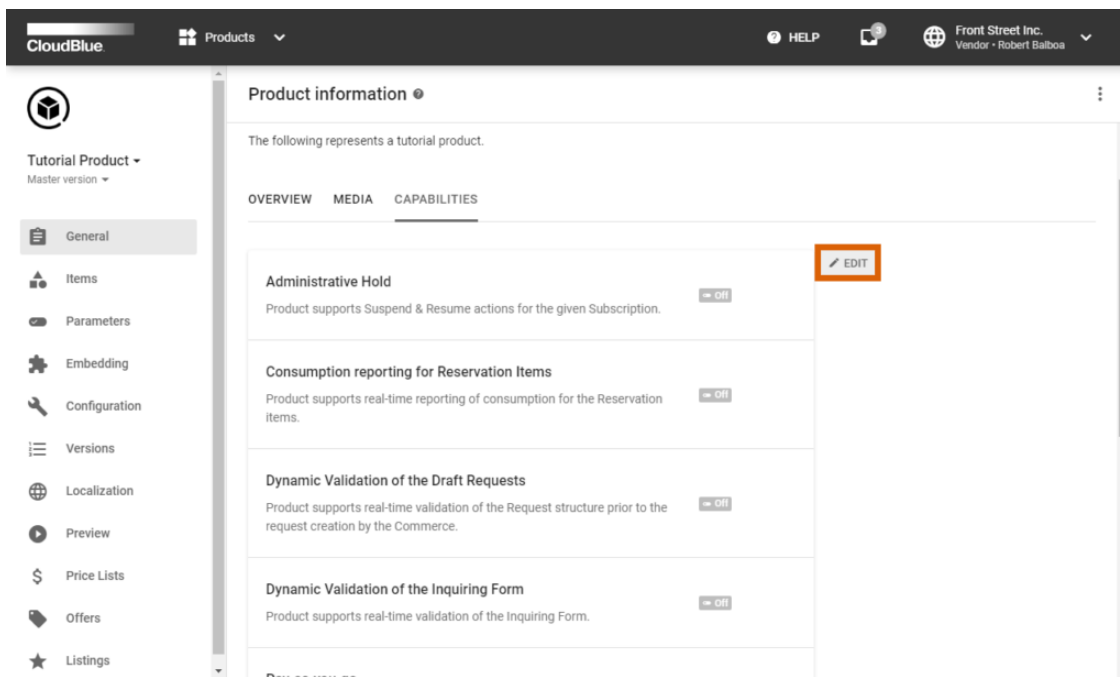 CloudBlue
Products
HELP
3
Front Street Inc.
Vendor • Robert Balboa
Tutorial Product
Master version
General
Items
Parameters
Embedding
Configuration
Versions
Localization
Preview
Price Lists
Offers
Listings
Product information
The following represents a tutorial product.
OVERVIEW MEDIA CAPABILITIES
EDIT
Administrative Hold
Product supports Suspend & Resume actions for the given Subscription.
Off
Consumption reporting for Reservation Items
Product supports real-time reporting of consumption for the Reservation
items.
Off
Dynamic Validation of the Draft Requests
Product supports real-time validation of the Request structure prior to the
request creation by the Commerce.
Off
Dynamic Validation of the Inquiring Form
Product supports real-time validation of the Inquiring Form.
Off